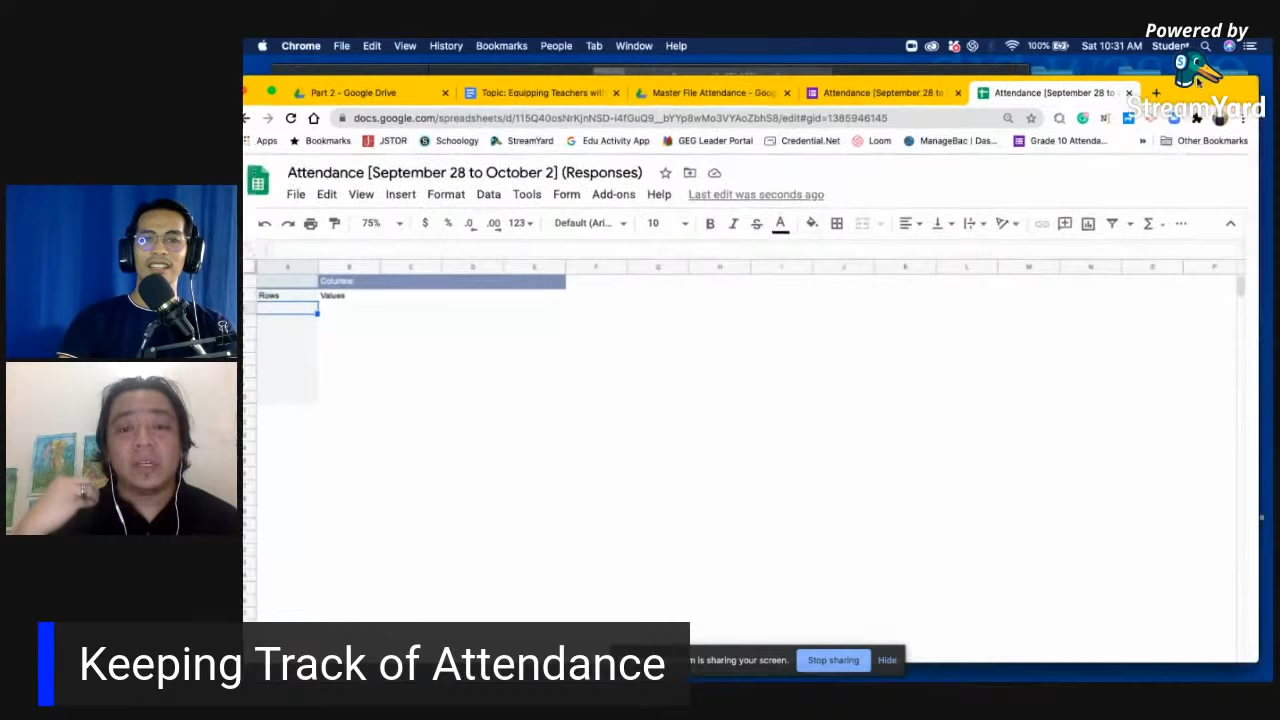 Powered by
StreamYard
Chrome File Edit View History Bookmarks People Tab Window Help
100% Sat 10:31 AM Student
Part 2 - Google Drive
Topic: Equipping Teachers with
Master File Attendance - Goog
Attendance [September 28 to
Attendance [September 28 to
docs.google.com/spreadsheets/d/115Q40osNrKjnNSD-i4fGuQ9__bYYp8wMo3VYAoZbhS8/edit#gid=1385946145
Apps Bookmarks JSTOR Schoology StreamYard Edu Activity App GEG Leader Portal Credential.Net Loom ManageBac | Das... Grade 10 Attenda... » Other Bookmarks
Attendance [September 28 to October 2] (Responses)
File Edit View Insert Format Data Tools Form Add-ons Help Last edit was seconds ago
75% $ % .0 .00 123 Default (Ari... 10 B I S A
A B C D E F G H I J K L M N O P
Columns
Rows Values
m is sharing your screen. Stop sharing Hide
Keeping Track of Attendance